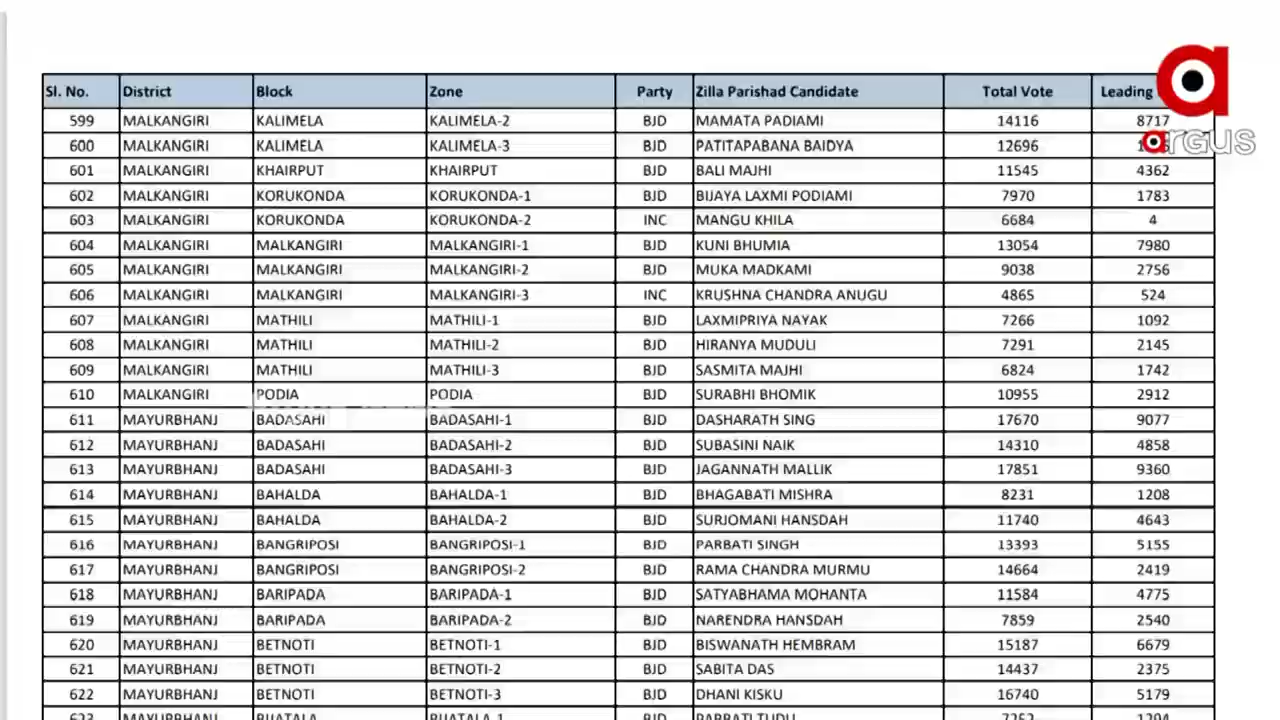 Sl. No. District Block Zone Party Zilla Parishad Candidate Total Vote Leading
599 MALKANGIRI KALIMELA KALIMELA-2 BJD MAMATA PADIAMI 14116 8717
600 MALKANGIRI KALIMELA KALIMELA-3 BJD PATITAPABANA BAIDYA 12696
601 MALKANGIRI KHAIRPUT KHAIRPUT BJD BALI MAJHI 11545 4362
602 MALKANGIRI KORUKONDA KORUKONDA-1 BJD BIJAYA LAXMI PODIAMI 7970 1783
603 MALKANGIRI KORUKONDA KORUKONDA-2 INC MANGU KHILA 6684 4
604 MALKANGIRI MALKANGIRI MALKANGIRI-1 BJD KUNI BHUMIA 13054 7980
605 MALKANGIRI MALKANGIRI MALKANGIRI-2 BJD MUKA MADKAMI 9038 2756
606 MALKANGIRI MALKANGIRI MALKANGIRI-3 INC KRUSHNA CHANDRA ANUGU 4865 524
607 MALKANGIRI MATHILI MATHILI-1 BJD LAXMIPRIYA NAYAK 7266 1092
608 MALKANGIRI MATHILI MATHILI-2 BJD HIRANYA MUDULI 7291 2145
609 MALKANGIRI MATHILI MATHILI-3 BJD SASMITA MAJHI 6824 1742
610 MALKANGIRI PODIA PODIA BJD SURABHI BHOMIK 10955 2912
611 MAYURBHANJ BADASAHI BADASAHI-1 BJD DASHARATH SING 17670 9077
612 MAYURBHANJ BADASAHI BADASAHI-2 BJD SUBASINI NAIK 14310 4858
613 MAYURBHANJ BADASAHI BADASAHI-3 BJD JAGANNATH MALLIK 17851 9360
614 MAYURBHANJ BAHALDA BAHALDA-1 BJD BHAGABATI MISHRA 8231 1208
615 MAYURBHANJ BAHALDA BAHALDA-2 BJD SURJOMANI HANSDAH 11740 4643
616 MAYURBHANJ BANGRIPOSI BANGRIPOSI-1 BJD PARBATI SINGH 13393 5155
617 MAYURBHANJ BANGRIPOSI BANGRIPOSI-2 BJD RAMA CHANDRA MURMU 14664 2419
618 MAYURBHANJ BARIPADA BARIPADA-1 BJD SATYABHAMA MOHANTA 11584 4775
619 MAYURBHANJ BARIPADA BARIPADA-2 BJD NARENDRA HANSDAH 7859 2540
620 MAYURBHANJ BETNOTI BETNOTI-1 BJD BISWANATH HEMBRAM 15187 6679
621 MAYURBHANJ BETNOTI BETNOTI-2 BJD SABITA DAS 14437 2375
622 MAYURBHANJ BETNOTI BETNOTI-3 BJD DHANI KISKU 16740 5179
623 MAYURBHANJ BJD
argus